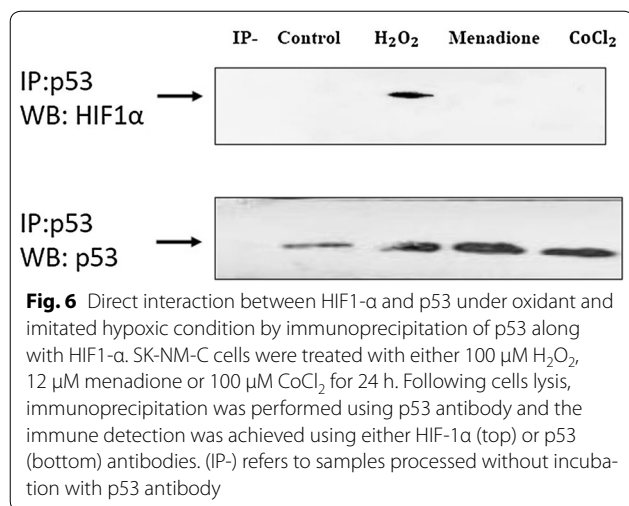 IP- Control H₂O₂ Menadione CoCl₂
IP:p53
WB: HIF1α
IP:p53
WB: p53
Fig. 6 Direct interaction between HIF1-α and p53 under oxidant and
imitated hypoxic condition by immunoprecipitation of p53 along
with HIF1-α. SK-NM-C cells were treated with either 100 µM H₂O₂,
12 µM menadione or 100 µM CoCl₂ for 24 h. Following cells lysis,
immunoprecipitation was performed using p53 antibody and the
immune detection was achieved using either HIF-1α (top) or p53
(bottom) antibodies. (IP-) refers to samples processed without incuba-
tion with p53 antibody